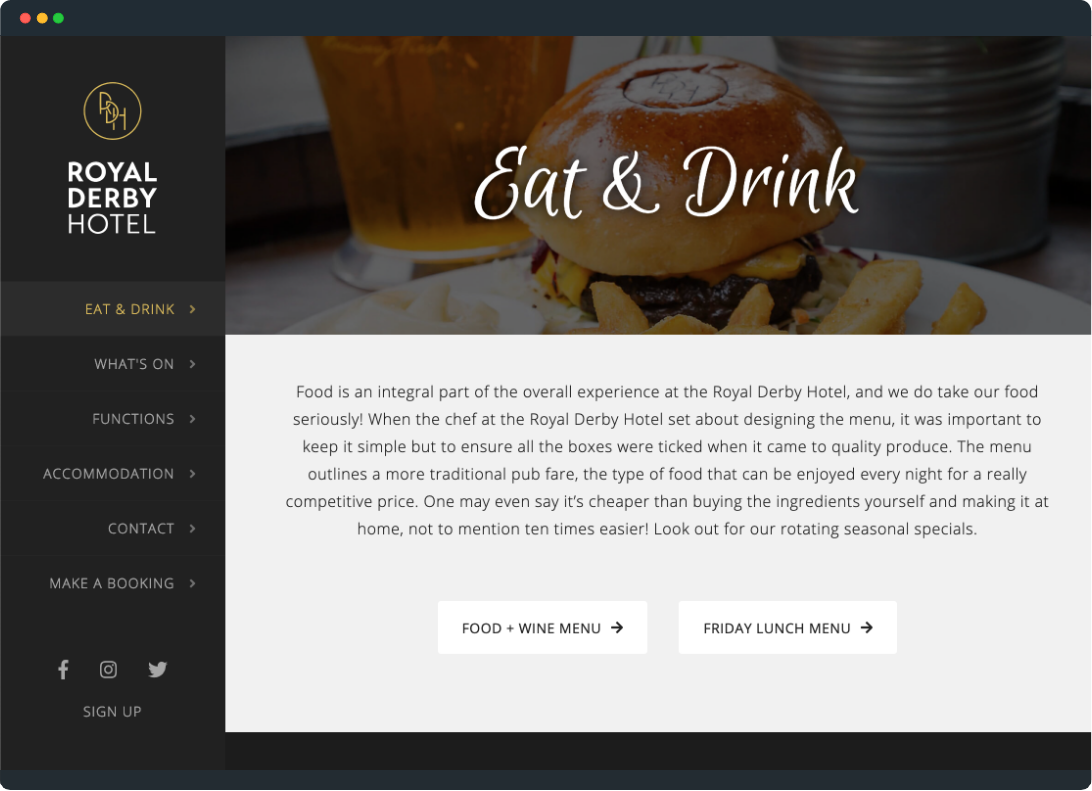 RDH
ROYAL
DERBY
HOTEL
EAT & DRINK
WHAT'S ON
FUNCTIONS
ACCOMMODATION
CONTACT
MAKE A BOOKING
SIGN UP
Eat & Drink
Food is an integral part of the overall experience at the Royal Derby Hotel, and we do take our food
seriously! When the chef at the Royal Derby Hotel set about designing the menu, it was important to
keep it simple but to ensure all the boxes were ticked when it came to quality produce. The menu
outlines a more traditional pub fare, the type of food that can be enjoyed every night for a really
competitive price. One may even say it’s cheaper than buying the ingredients yourself and making it at
home, not to mention ten times easier! Look out for our rotating seasonal specials.
FOOD + WINE MENU
FRIDAY LUNCH MENU